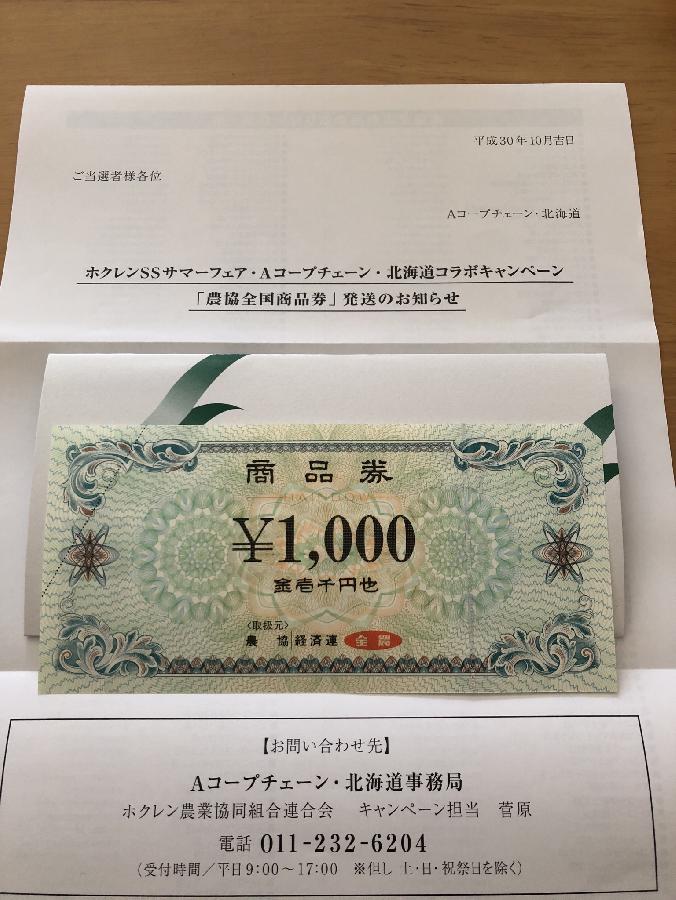 平成30年10月吉日
ご当選者様各位
Aコープチェーン・北海道
ホクレンSSサマーフェア・Aコープチェーン・北海道コラボキャンペーン
「農協全国商品券」発送のお知らせ
商品券
RAINBOW
¥1,000
金壱千円也
〈取扱元〉
農協 経済連 全農
【お問い合わせ先】
Aコープチェーン・北海道事務局
ホクレン農業協同組合連合会 キャンペーン担当 菅原
電話 011-232-6204
(受付時間/平日9:00～17:00 ※但し 土・日・祝祭日を除く)